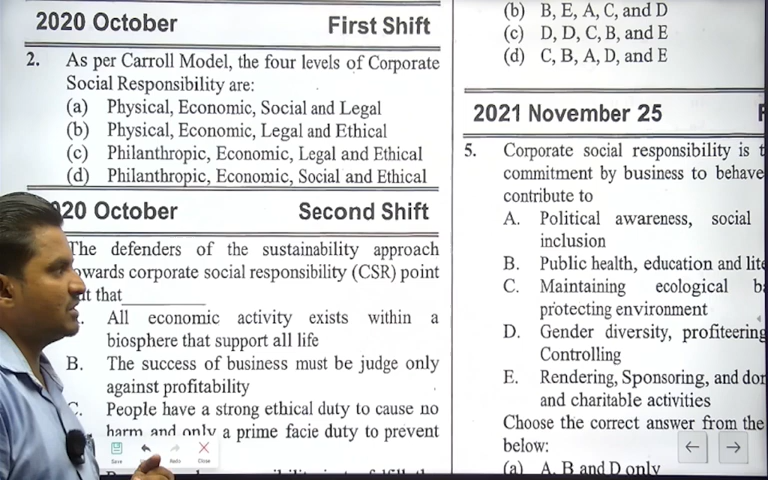 2020 October First Shift
2. As per Carroll Model, the four levels of Corporate
Social Responsibility are:
(a) Physical, Economic, Social and Legal
(b) Physical, Economic, Legal and Ethical
(c) Philanthropic, Economic, Legal and Ethical
(d) Philanthropic, Economic, Social and Ethical
20 October Second Shift
The defenders of the sustainability approach
towards corporate social responsibility (CSR) point
that
All economic activity exists within a
biosphere that support all life
B. The success of business must be judge only
against profitability
C. People have a strong ethical duty to cause no
harm and only a prime facie duty to prevent
Save
Redo
Close
(b) B, E, A, C, and D
(c) D, D, C, B, and E
(d) C, B, A, D, and E
2021 November 25
5. Corporate social responsibility is
commitment by business to behave
contribute to
A. Political awareness, social
inclusion
B. Public health, education and
C. Maintaining ecological
protecting environment
D. Gender diversity, profiteering
Controlling
E. Rendering, Sponsoring, and
and charitable activities
Choose the correct answer from the
below:
(a) A, B and D only